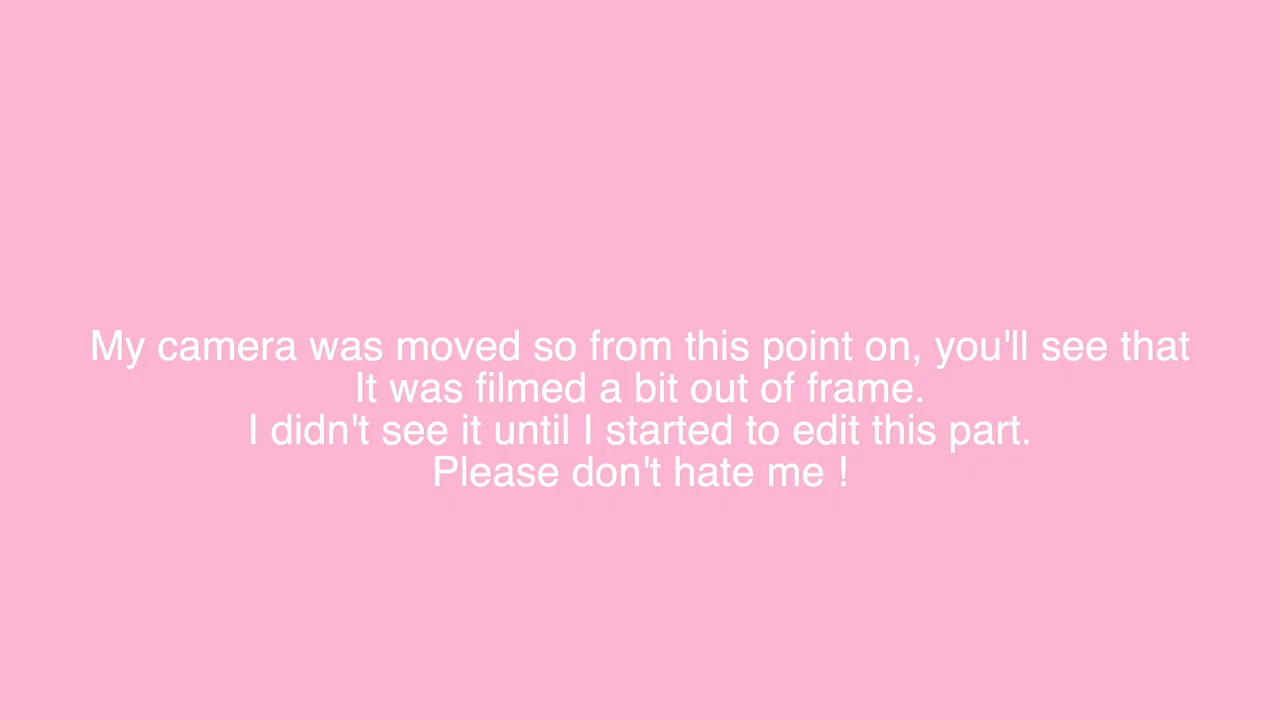 My camera was moved so from this point on, you'll see that
It was filmed a bit out of frame.
I didn't see it until I started to edit this part.
Please don't hate me !